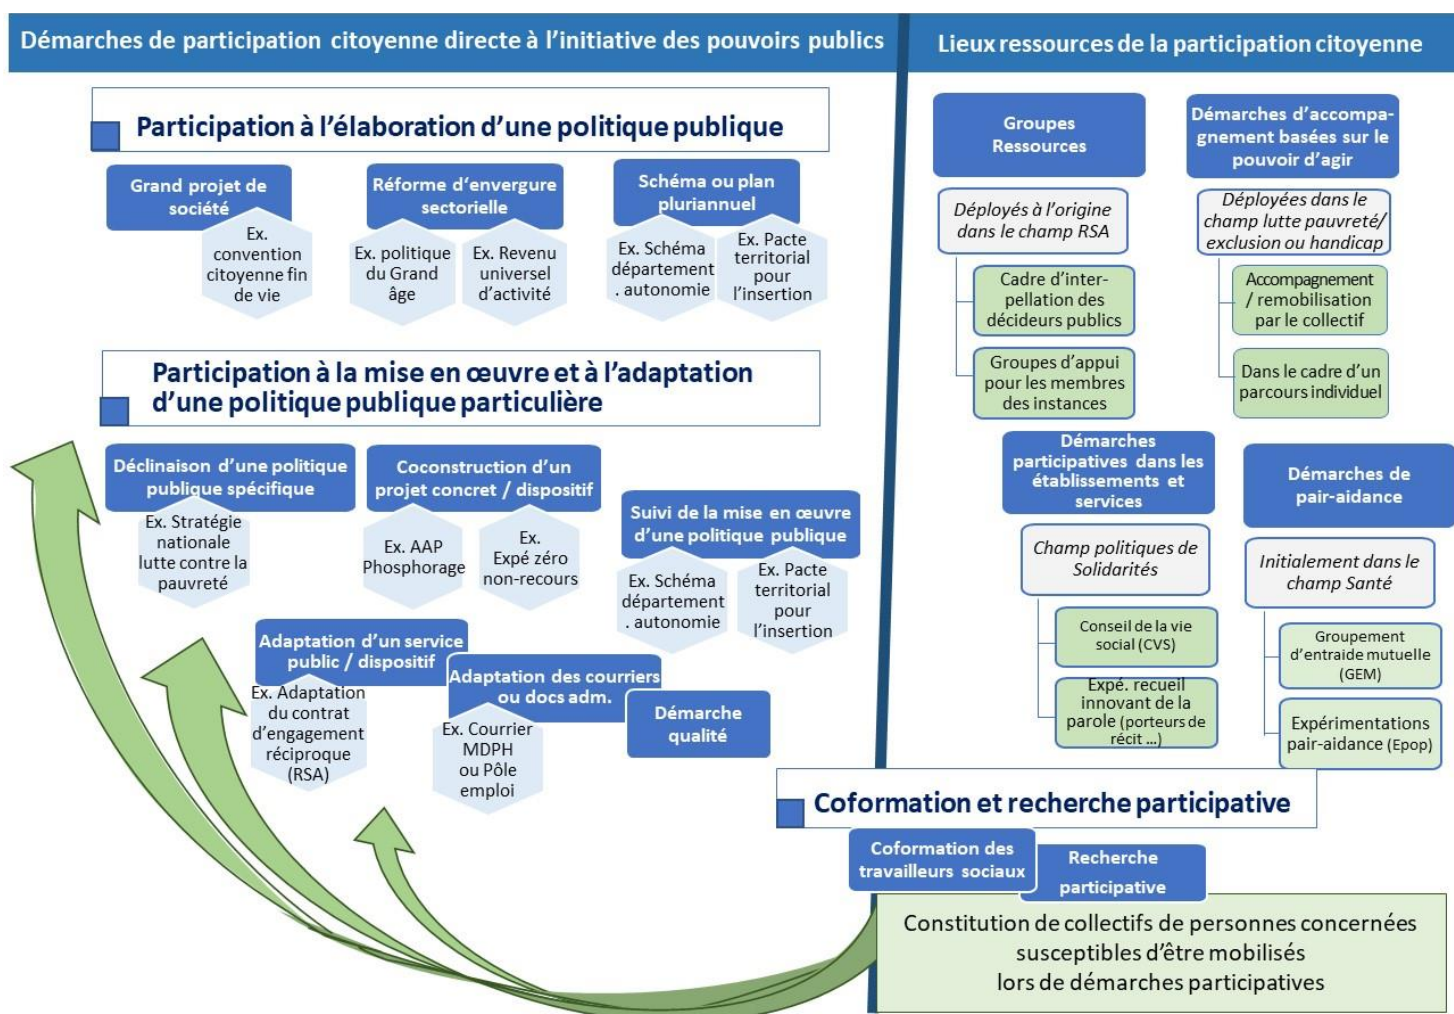 Démarches de participation citoyenne directe à l'initiative des pouvoirs publics
Participation à l'élaboration d'une politique publique
Grand projet de
société
Ex.
convention
citoyenne fin
de vie
Réforme d'envergure
sectorielle
Ex. politique
du Grand
âge
Ex. Revenu
universel
d'activité
Schéma ou plan
pluriannuel
Ex. Schéma
département
. autonomie
Ex. Pacte
territorial
pour
l'insertion
Participation à la mise en œuvre et à l'adaptation
d'une politique publique particulière
Déclinaison d'une politique
publique spécifique
Ex. Stratégie
nationale
lutte contre la
pauvreté
Coconstruction d'un
projet concret / dispositif
Ex. AAP
Phosphorage
Ex.
Expé zéro
non-recours
Suivi de la mise en œuvre
d'une politique publique
Ex. Schéma
département
. autonomie
Ex. Pacte
territorial
pour
l'insertion
Adaptation d'un service
public / dispositif
Ex. Adaptation
du contrat
d'engagement
réciproque
(RSA)
Adaptation des courriers
ou docs adm.
Ex. Courrier
MDPH
ou Pôle
emploi
Démarche
qualité
Lieux ressources de la participation citoyenne
Groupes
Ressources
Déployés à l'origine
dans le champ RSA
Cadre d'inter-
pellation des
décideurs publics
Groupes d'appui
pour les membres
des instances
Démarches d'accompa-
gnement basées sur le
pouvoir d'agir
Déployées dans le
champ lutte pauvreté/
exclusion ou handicap
Accompagnement
/ remobilisation
par le collectif
Dans le cadre d'un
parcours individuel
Démarches
participatives dans les
établissements et
services
Champ politiques de
Solidarités
Conseil de la vie
social (CVS)
Expé. recueil
innovant de la
parole (porteurs de
récit ...)
Démarches de
pair-aidance
Initialement dans le
champ Santé
Groupement
d'entraide mutuelle
(GEM)
Expérimentations
pair-aidance (Epop)
Coformation et recherche participative
Coformation des
travailleurs sociaux
Recherche
participative
Constitution de collectifs de personnes concernées
susceptibles d'être mobilisés
lors de démarches participatives